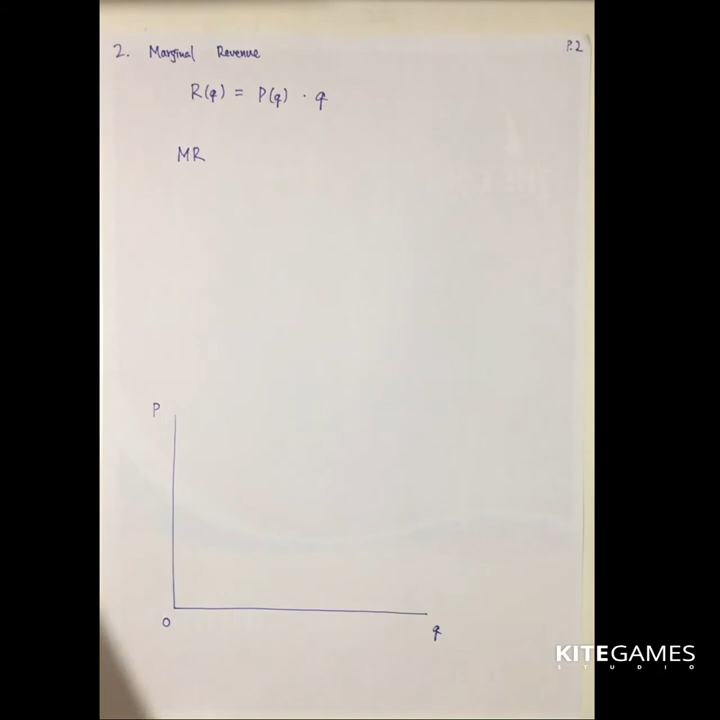 P.2
2. Marginal Revenue
R(q) = P(q) · q
MR
P
0
q
KITEGAMES
STUDIO